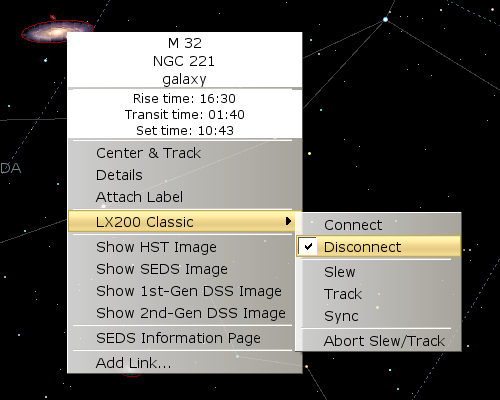 M 32
NGC 221
galaxy
Rise time: 16:30
Transit time: 01:40
Set time: 10:43
Center & Track
DA
Details
Attach Label
LX200 Classic
Connect
Show HST Image
Disconnect
Show SEDS Image
Slew
Show 1st-Gen DSS Image
Track
Show 2nd-Gen DSS Image
Sync
SEDS Information Page
Abort Slew/Track
Add Link...